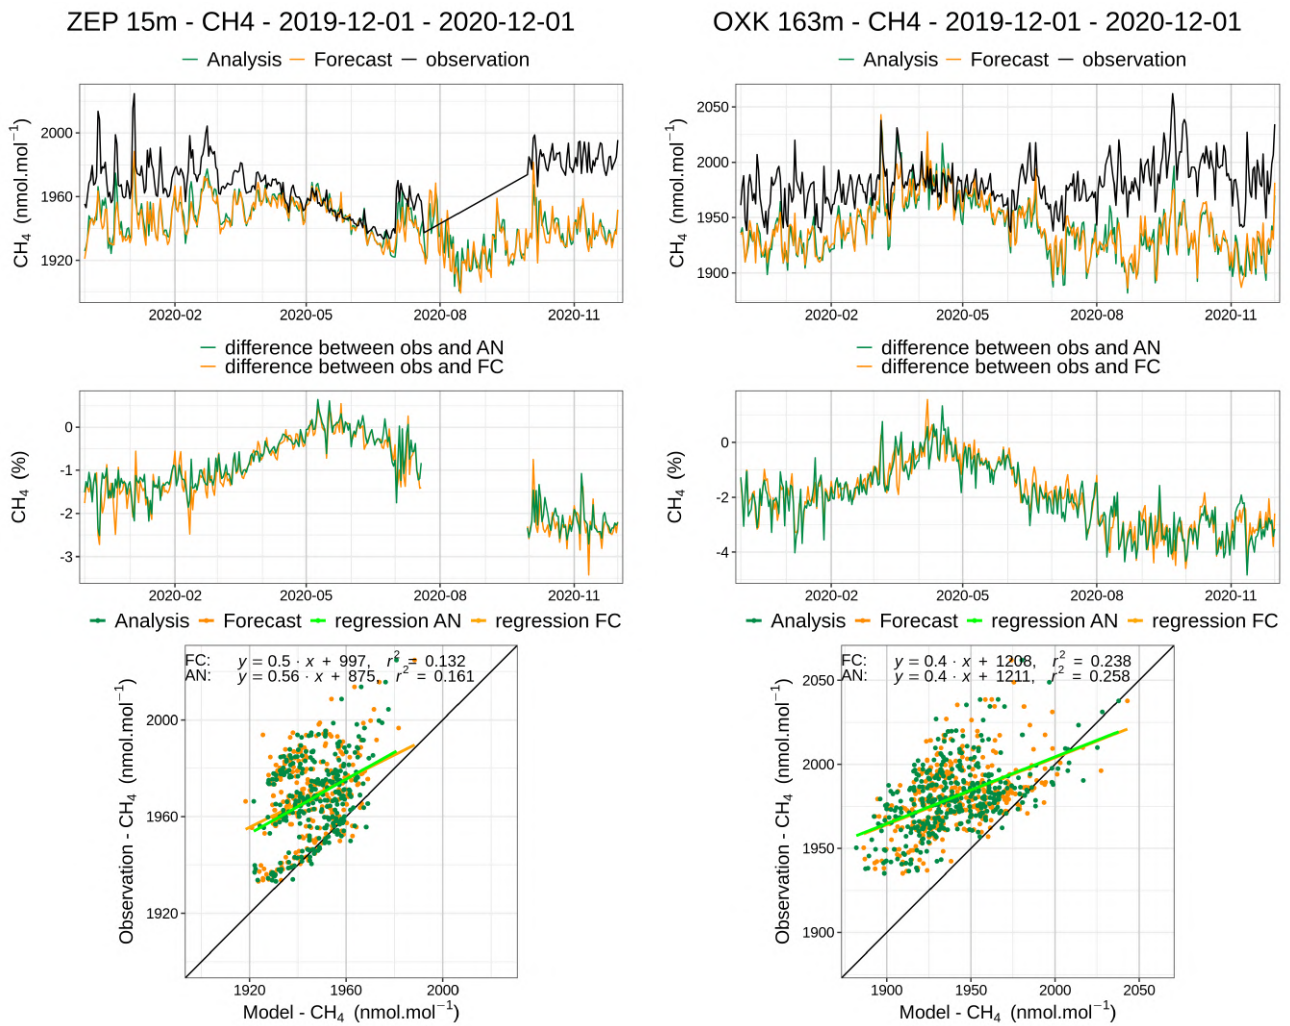 ZEP 15m - CH4 - 2019-12-01 - 2020-12-01
Analysis Forecast observation
CH₄ (nmol.mol⁻¹)
2000
1960
1920
2020-02 2020-05 2020-08 2020-11
difference between obs and AN
difference between obs and FC
CH₄ (%)
0
-1
-2
-3
2020-02 2020-05 2020-08 2020-11
Analysis Forecast regression AN regression FC
FC: y = 0.5 · x + 997, r² = 0.132
AN: y = 0.56 · x + 875, r² = 0.161
Observation - CH₄ (nmol.mol⁻¹)
2000
1960
1920
1920 1960 2000
Model - CH₄ (nmol.mol⁻¹)
OXK 163m - CH4 - 2019-12-01 - 2020-12-01
Analysis Forecast observation
CH₄ (nmol.mol⁻¹)
2050
2000
1950
1900
2020-02 2020-05 2020-08 2020-11
difference between obs and AN
difference between obs and FC
CH₄ (%)
0
-2
-4
2020-02 2020-05 2020-08 2020-11
Analysis Forecast regression AN regression FC
FC: y = 0.4 · x + 1208, r² = 0.238
AN: y = 0.4 · x + 1211, r² = 0.258
Observation - CH₄ (nmol.mol⁻¹)
2050
2000
1950
1900
1900 1950 2000 2050
Model - CH₄ (nmol.mol⁻¹)